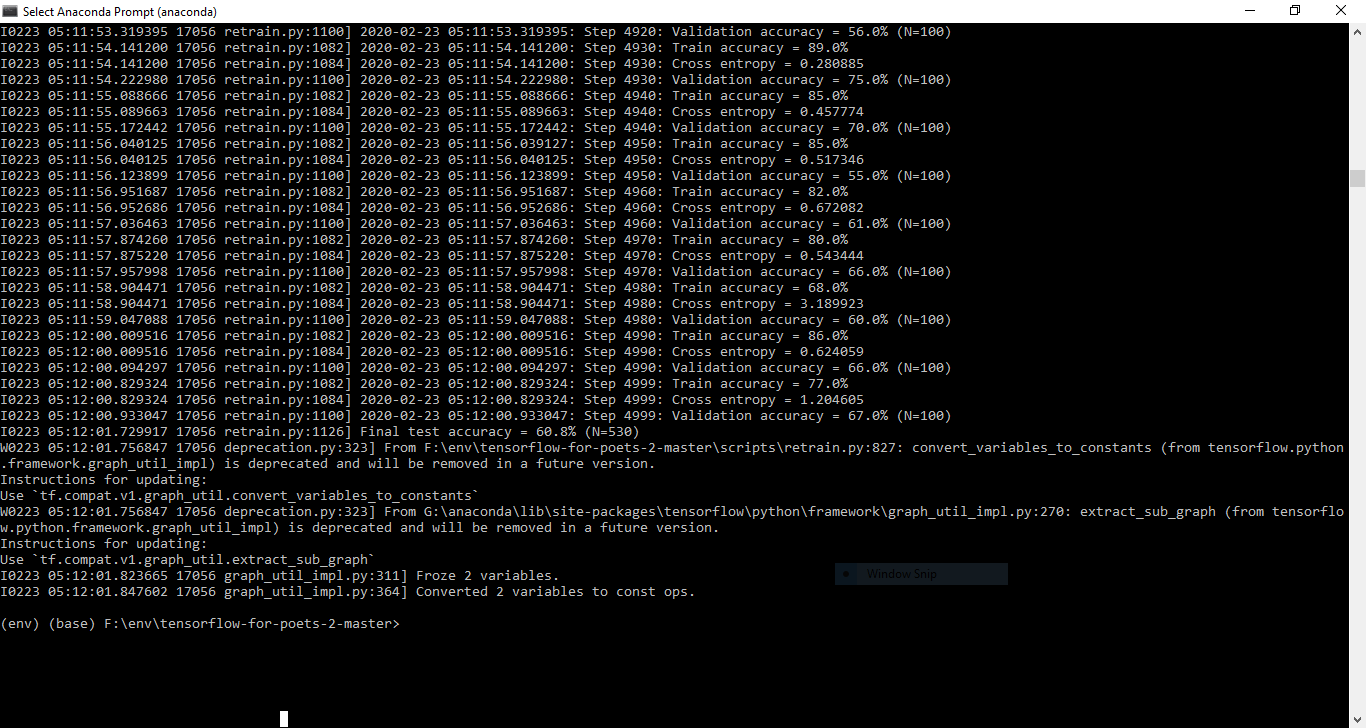 Select Anaconda Prompt (anaconda)
I0223 05:11:53.319395 17056 retrain.py:1100] 2020-02-23 05:11:53.319395: Step 4920: Validation accuracy = 56.0% (N=100)
I0223 05:11:54.141200 17056 retrain.py:1082] 2020-02-23 05:11:54.141200: Step 4930: Train accuracy = 89.0%
I0223 05:11:54.141200 17056 retrain.py:1084] 2020-02-23 05:11:54.141200: Step 4930: Cross entropy = 0.280885
I0223 05:11:54.222980 17056 retrain.py:1100] 2020-02-23 05:11:54.222980: Step 4930: Validation accuracy = 75.0% (N=100)
I0223 05:11:55.088666 17056 retrain.py:1082] 2020-02-23 05:11:55.088666: Step 4940: Train accuracy = 85.0%
I0223 05:11:55.089663 17056 retrain.py:1084] 2020-02-23 05:11:55.089663: Step 4940: Cross entropy = 0.457774
I0223 05:11:55.172442 17056 retrain.py:1100] 2020-02-23 05:11:55.172442: Step 4940: Validation accuracy = 70.0% (N=100)
I0223 05:11:56.040125 17056 retrain.py:1082] 2020-02-23 05:11:56.039127: Step 4950: Train accuracy = 85.0%
I0223 05:11:56.040125 17056 retrain.py:1084] 2020-02-23 05:11:56.040125: Step 4950: Cross entropy = 0.517346
I0223 05:11:56.123899 17056 retrain.py:1100] 2020-02-23 05:11:56.123899: Step 4950: Validation accuracy = 55.0% (N=100)
I0223 05:11:56.951687 17056 retrain.py:1082] 2020-02-23 05:11:56.951687: Step 4960: Train accuracy = 82.0%
I0223 05:11:56.952686 17056 retrain.py:1084] 2020-02-23 05:11:56.952686: Step 4960: Cross entropy = 0.672082
I0223 05:11:57.036463 17056 retrain.py:1100] 2020-02-23 05:11:57.036463: Step 4960: Validation accuracy = 61.0% (N=100)
I0223 05:11:57.874260 17056 retrain.py:1082] 2020-02-23 05:11:57.874260: Step 4970: Train accuracy = 80.0%
I0223 05:11:57.875220 17056 retrain.py:1084] 2020-02-23 05:11:57.875220: Step 4970: Cross entropy = 0.543444
I0223 05:11:57.957998 17056 retrain.py:1100] 2020-02-23 05:11:57.957998: Step 4970: Validation accuracy = 66.0% (N=100)
I0223 05:11:58.904471 17056 retrain.py:1082] 2020-02-23 05:11:58.904471: Step 4980: Train accuracy = 68.0%
I0223 05:11:58.904471 17056 retrain.py:1084] 2020-02-23 05:11:58.904471: Step 4980: Cross entropy = 3.189923
I0223 05:11:59.047088 17056 retrain.py:1100] 2020-02-23 05:11:59.047088: Step 4980: Validation accuracy = 60.0% (N=100)
I0223 05:12:00.009516 17056 retrain.py:1082] 2020-02-23 05:12:00.009516: Step 4990: Train accuracy = 86.0%
I0223 05:12:00.009516 17056 retrain.py:1084] 2020-02-23 05:12:00.009516: Step 4990: Cross entropy = 0.624059
I0223 05:12:00.094297 17056 retrain.py:1100] 2020-02-23 05:12:00.094297: Step 4990: Validation accuracy = 66.0% (N=100)
I0223 05:12:00.829324 17056 retrain.py:1082] 2020-02-23 05:12:00.829324: Step 4999: Train accuracy = 77.0%
I0223 05:12:00.829324 17056 retrain.py:1084] 2020-02-23 05:12:00.829324: Step 4999: Cross entropy = 1.204605
I0223 05:12:00.933047 17056 retrain.py:1100] 2020-02-23 05:12:00.933047: Step 4999: Validation accuracy = 67.0% (N=100)
I0223 05:12:01.729917 17056 retrain.py:1126] Final test accuracy = 60.8% (N=530)
W0223 05:12:01.756847 17056 deprecation.py:323] From F:\env\tensorflow-for-poets-2-master\scripts\retrain.py:827: convert_variables_to_constants (from tensorflow.python
.framework.graph_util_impl) is deprecated and will be removed in a future version.
Instructions for updating:
Use `tf.compat.v1.graph_util.convert_variables_to_constants`
W0223 05:12:01.756847 17056 deprecation.py:323] From G:\anaconda\lib\site-packages\tensorflow\python\framework\graph_util_impl.py:270: extract_sub_graph (from tensorflo
w.python.framework.graph_util_impl) is deprecated and will be removed in a future version.
Instructions for updating:
Use `tf.compat.v1.graph_util.extract_sub_graph`
I0223 05:12:01.823665 17056 graph_util_impl.py:311] Froze 2 variables.
Window Snip
I0223 05:12:01.847602 17056 graph_util_impl.py:364] Converted 2 variables to const ops.
(env) (base) F:\env\tensorflow-for-poets-2-master>